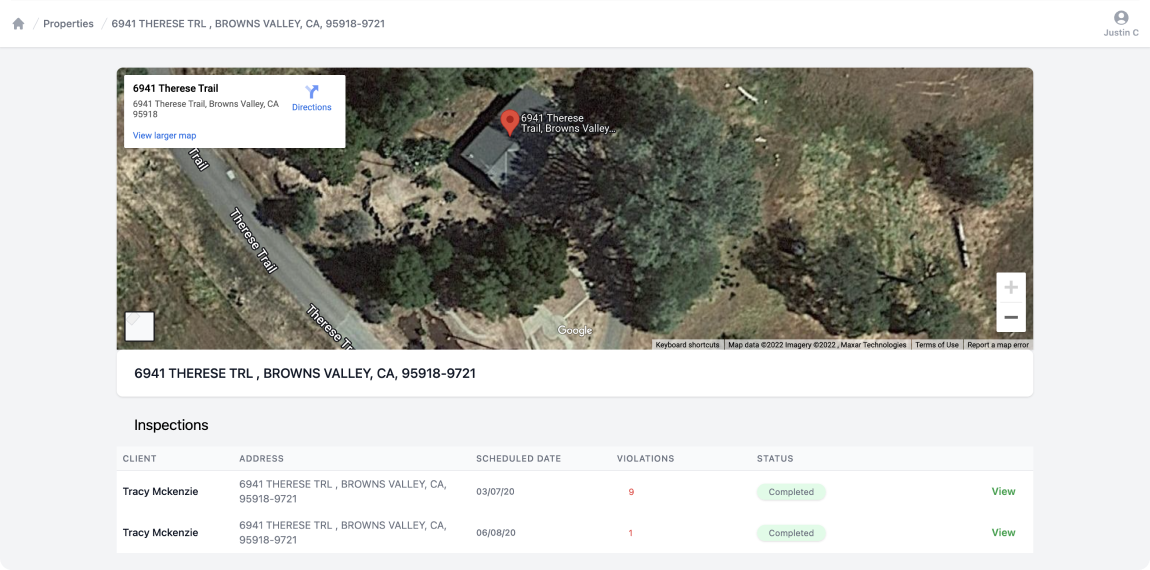 Properties
6941 THERESE TRL , BROWNS VALLEY, CA, 95918-9721
Justin C
6941 Therese Trail
6941 Therese Trail, Browns Valley, CA
95918
Directions
View larger map
6941 Therese
Trail, Browns Valley...
Trail
Therese Trail
Therese Tr
Google
Keyboard shortcuts
Map data ©2022 Imagery ©2022 , Maxar Technologies
Terms of Use
Report a map error
6941 THERESE TRL , BROWNS VALLEY, CA, 95918-9721
Inspections
CLIENT ADDRESS SCHEDULED DATE VIOLATIONS STATUS
Tracy Mckenzie 6941 THERESE TRL , BROWNS VALLEY, CA, 03/07/20 9 Completed View
95918-9721
Tracy Mckenzie 6941 THERESE TRL , BROWNS VALLEY, CA, 06/08/20 1 Completed View
95918-9721